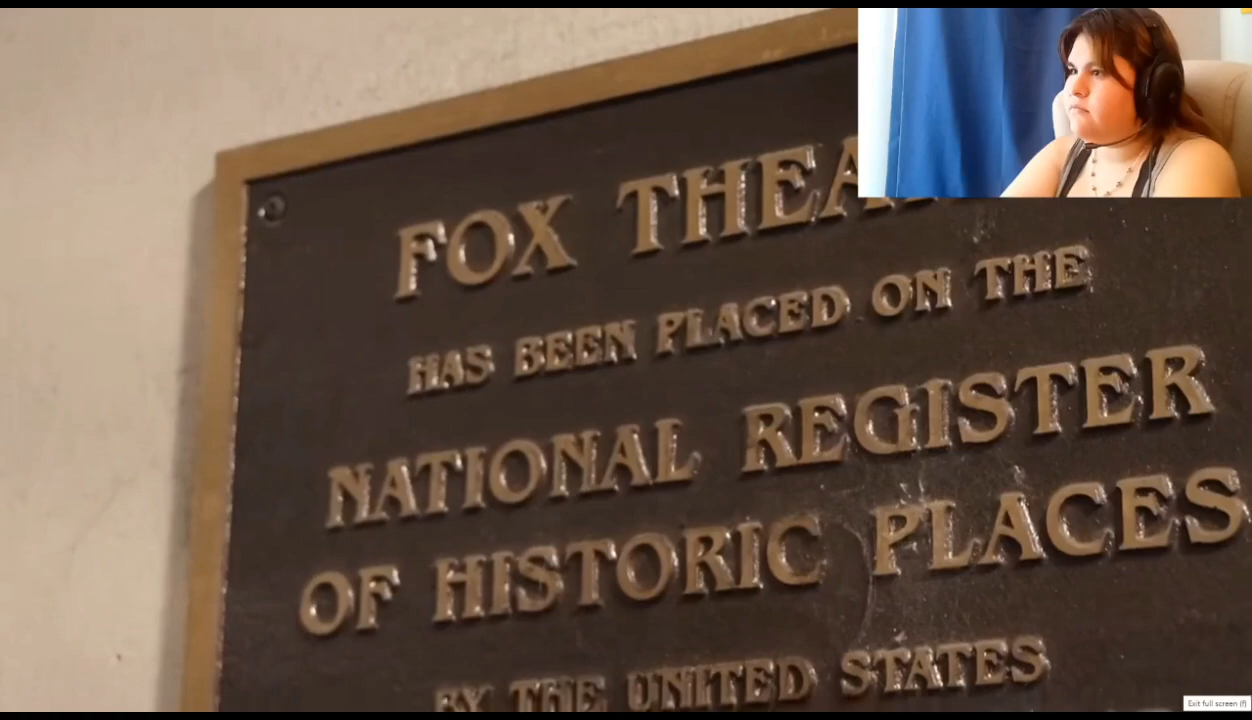 FOX THEA
HAS BEEN PLACED ON THE
NATIONAL REGISTER
OF HISTORIC PLACES
BY THE UNITED STATES
Exit full screen (f)